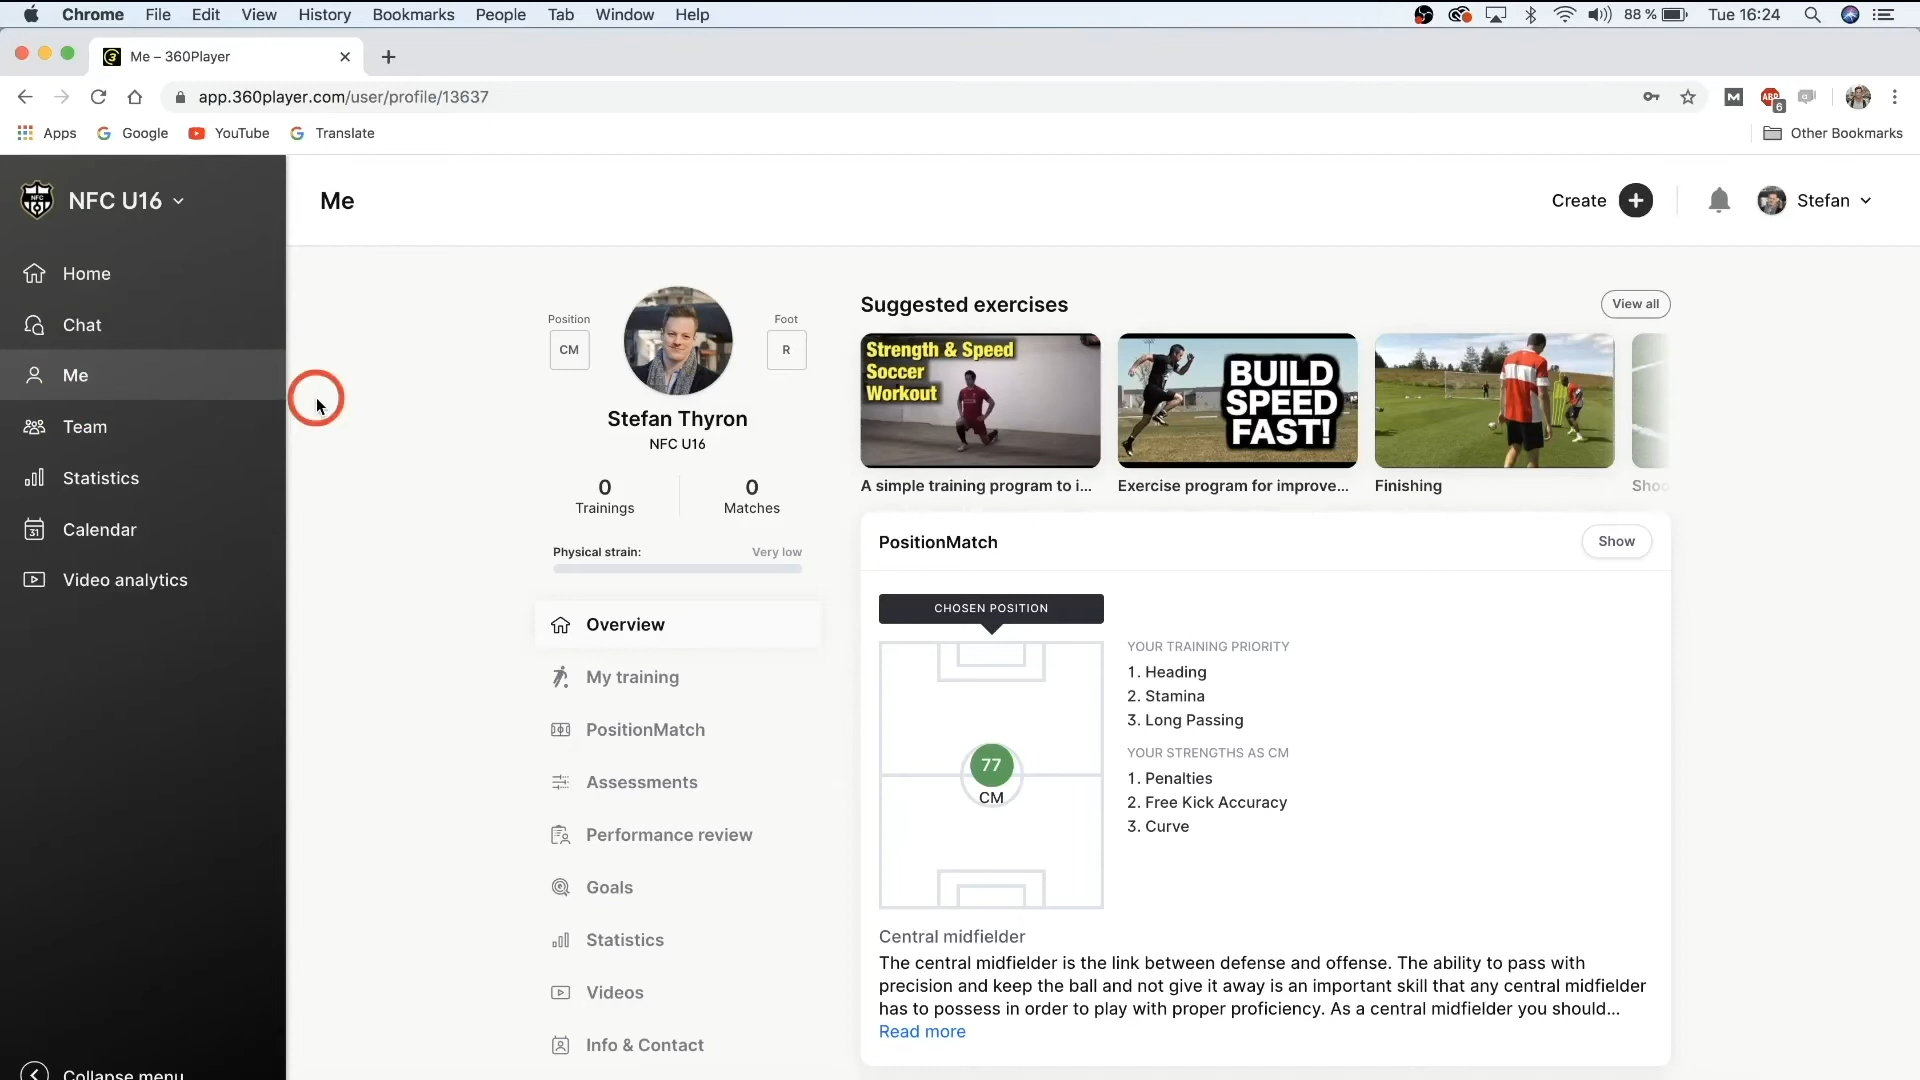 Chrome File Edit View History Bookmarks People Tab Window Help 88 % Tue 16:24
Me – 360Player
app.360player.com/user/profile/13637
ABP 6
Apps Google YouTube Translate Other Bookmarks
NFC
NFC U16
Me
Create
Stefan
Home
Chat
Me
Team
Statistics
31
Calendar
Video analytics
Collapse menu
Position
CM
Foot
R
Stefan Thyron
NFC U16
0
Trainings
0
Matches
Physical strain: Very low
Overview
My training
PositionMatch
Assessments
Performance review
Goals
Statistics
Videos
Info & Contact
Suggested exercises
View all
Strength & Speed
Soccer
Workout
A simple training program to i...
BUILD
SPEED
FAST!
Exercise program for improve...
Finishing
Shoo
PositionMatch
Show
CHOSEN POSITION
77
CM
YOUR TRAINING PRIORITY
1. Heading
2. Stamina
3. Long Passing
YOUR STRENGTHS AS CM
1. Penalties
2. Free Kick Accuracy
3. Curve
Central midfielder
The central midfielder is the link between defense and offense. The ability to pass with
precision and keep the ball and not give it away is an important skill that any central midfielder
has to possess in order to play with proper proficiency. As a central midfielder you should...
Read more